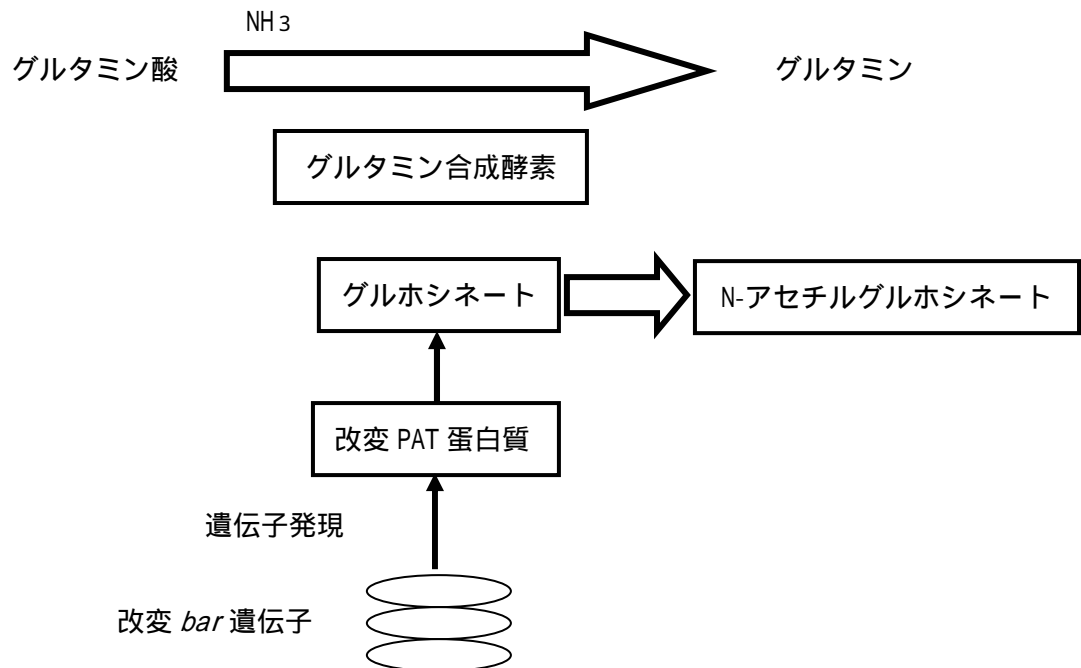 NH3
グルタミン酸
グルタミン
グルタミン合成酵素
グルホシネート
N-アセチルグルホシネート
改変 PAT 蛋白質
遺伝子発現
改変 bar 遺伝子